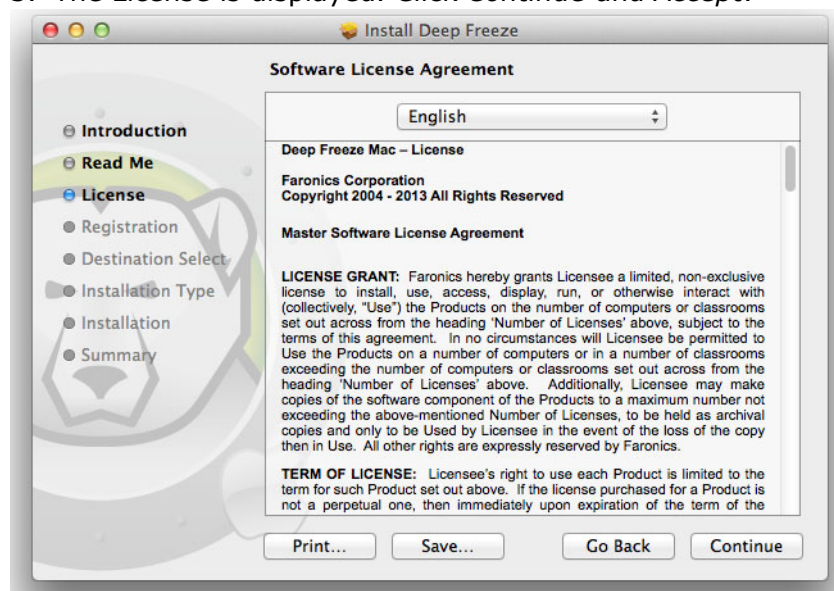 The License is displayed. Click Continue and Accept.
Install Deep Freeze
Software License Agreement
English
Introduction
Read Me
License
Registration
Destination Select
Installation Type
Installation
Summary
Deep Freeze Mac – License
Faronics Corporation
Copyright 2004 - 2013 All Rights Reserved
Master Software License Agreement
LICENSE GRANT: Faronics hereby grants Licensee a limited, non-exclusive
license to install, use, access, display, run, or otherwise interact with
(collectively, "Use") the Products on the number of computers or classrooms
set out across from the heading 'Number of Licenses' above, subject to the
terms of this agreement. In no circumstances will Licensee be permitted to
Use the Products on a number of computers or in a number of classrooms
exceeding the number of computers or classrooms set out across from the
heading 'Number of Licenses' above. Additionally, Licensee may make
copies of the software component of the Products to a maximum number not
exceeding the above-mentioned Number of Licenses, to be held as archival
copies and only to be Used by Licensee in the event of the loss of the copy
then in Use. All other rights are expressly reserved by Faronics.
TERM OF LICENSE: Licensee's right to use each Product is limited to the
term for such Product set out above. If the license purchased for a Product is
not a perpetual one, then immediately upon expiration of the term of the
Print...
Save...
Go Back
Continue